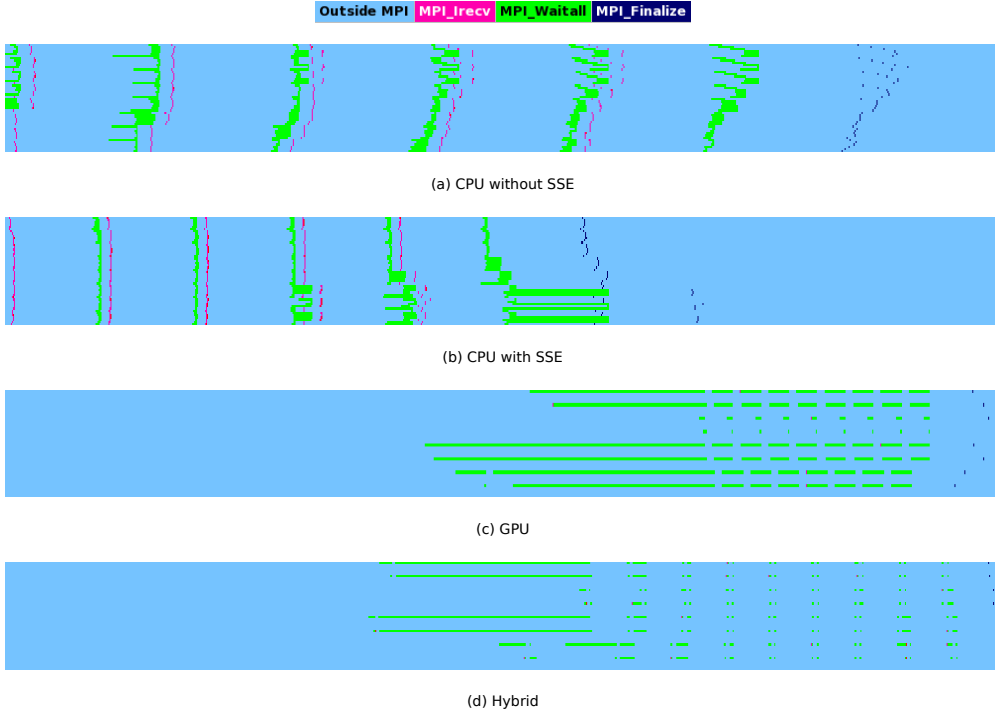 Outside MPI MPI_Irecv MPI_Waitall MPI_Finalize
(a) CPU without SSE
(b) CPU with SSE
(c) GPU
(d) Hybrid